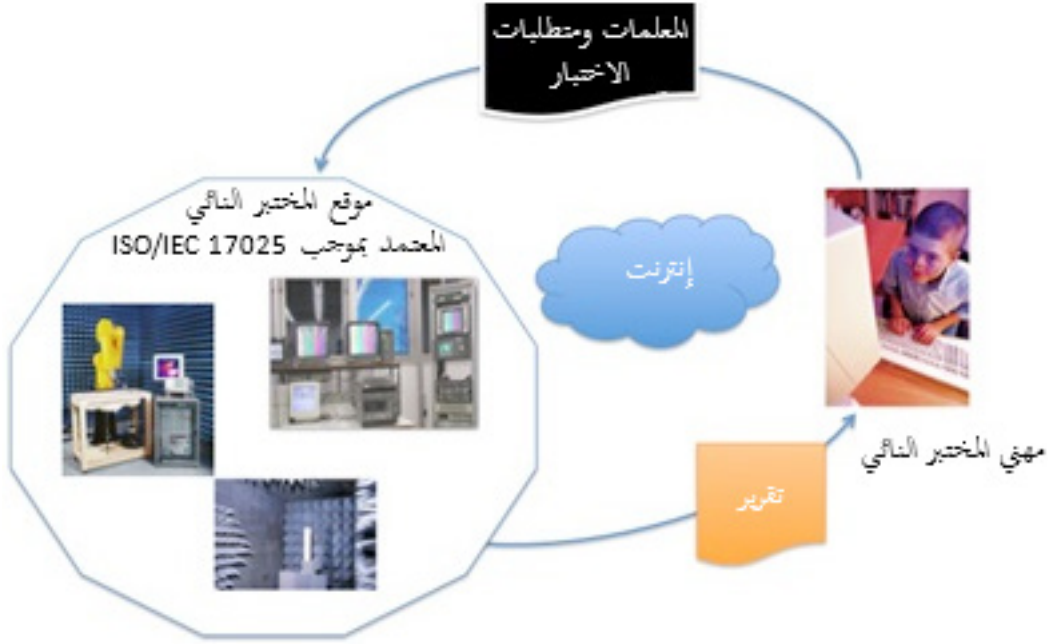 المعلمات ومتطلبات
الاختبار
موقع المختبر النائي
المعتمد بموجب ISO/IEC 17025
إنترنت
مهني المختبر النائي
تقرير